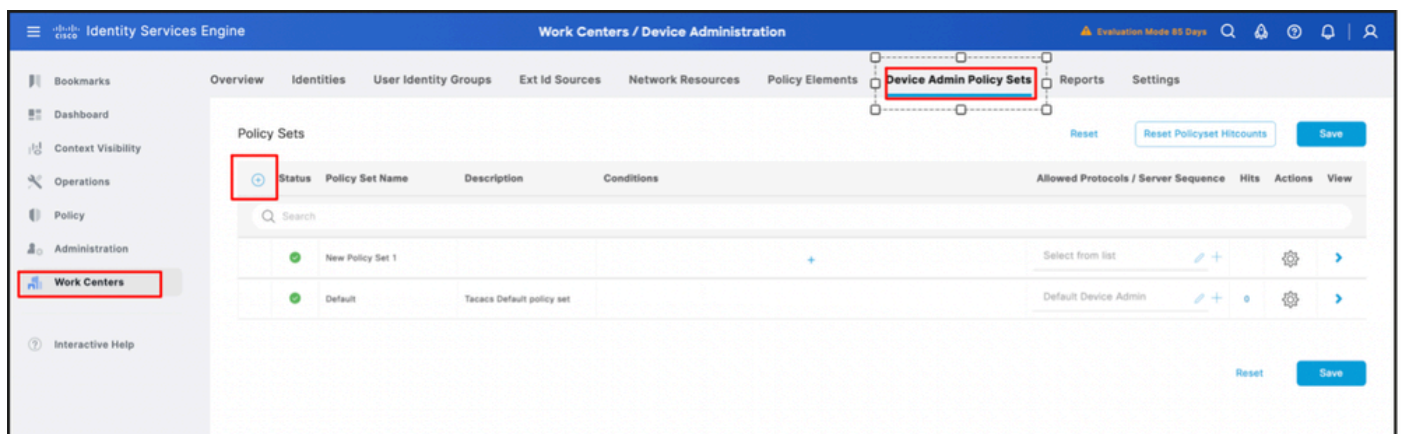 cisco Identity Services Engine
Work Centers / Device Administration
Evaluation Mode 85 Days
Bookmarks
Dashboard
Context Visibility
Operations
Policy
Administration
Work Centers
Interactive Help
Overview Identities User Identity Groups Ext Id Sources Network Resources Policy Elements Device Admin Policy Sets Reports Settings
Policy Sets
Reset Reset Policyset Hitcounts Save
Status Policy Set Name Description Conditions Allowed Protocols / Server Sequence Hits Actions View
Search
New Policy Set 1 Select from list
Default Tacacs Default policy set Default Device Admin 0
Reset Save